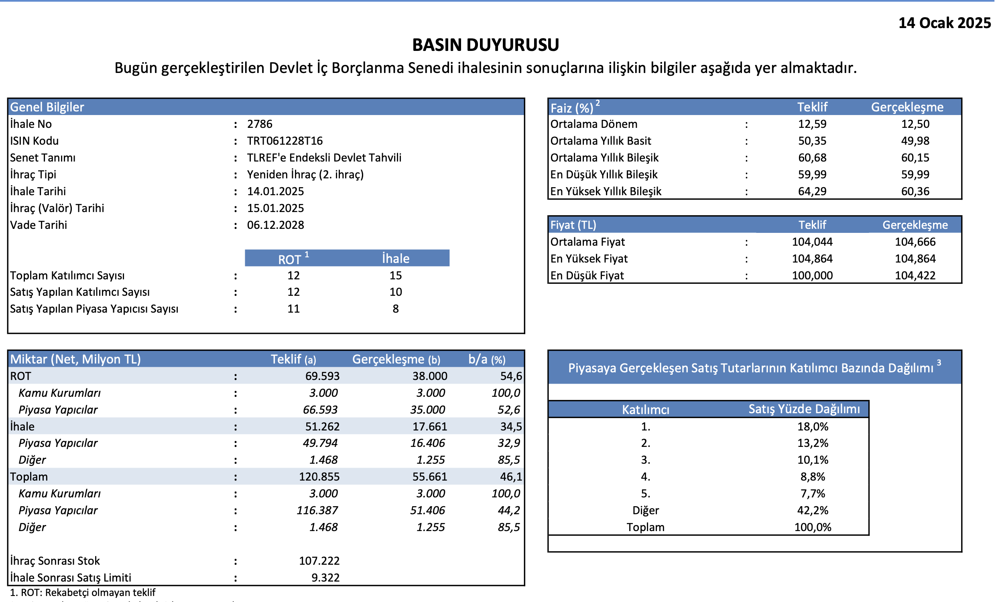 14 Ocak 2025
BASIN DUYURUSU
Bugün gerçekleştirilen Devlet İç Borçlanma Senedi ihalesinin sonuçlarına ilişkin bilgiler aşağıda yer almaktadır.
Genel Bilgiler
İhale No : 2786
ISIN Kodu : TRT061228T16
Senet Tanımı : TLREF'e Endeksli Devlet Tahvili
İhraç Tipi : Yeniden İhraç (2. ihraç)
İhale Tarihi : 14.01.2025
İhraç (Valör) Tarihi : 15.01.2025
Vade Tarihi : 06.12.2028
ROT 1 İhale
Toplam Katılımcı Sayısı : 12 15
Satış Yapılan Katılımcı Sayısı : 12 10
Satış Yapılan Piyasa Yapıcısı Sayısı : 11 8
Faiz (%) 2 Teklif Gerçekleşme
Ortalama Dönem : 12,59 12,50
Ortalama Yıllık Basit : 50,35 49,98
Ortalama Yıllık Bileşik : 60,68 60,15
En Düşük Yıllık Bileşik : 59,99 59,99
En Yüksek Yıllık Bileşik : 64,29 60,36
Fiyat (TL) Teklif Gerçekleşme
Ortalama Fiyat : 104,044 104,666
En Yüksek Fiyat : 104,864 104,864
En Düşük Fiyat : 100,000 104,422
Miktar (Net, Milyon TL) Teklif (a) Gerçekleşme (b) b/a (%)
ROT : 69.593 38.000 54,6
Kamu Kurumları : 3.000 3.000 100,0
Piyasa Yapıcılar : 66.593 35.000 52,6
İhale : 51.262 17.661 34,5
Piyasa Yapıcılar : 49.794 16.406 32,9
Diğer : 1.468 1.255 85,5
Toplam : 120.855 55.661 46,1
Kamu Kurumları : 3.000 3.000 100,0
Piyasa Yapıcılar : 116.387 51.406 44,2
Diğer : 1.468 1.255 85,5
İhraç Sonrası Stok : 107.222
İhale Sonrası Satış Limiti : 9.322
Piyasaya Gerçekleşen Satış Tutarlarının Katılımcı Bazında Dağılımı 3
Katılımcı Satış Yüzde Dağılımı
1. 18,0%
2. 13,2%
3. 10,1%
4. 8,8%
5. 7,7%
Diğer 42,2%
Toplam 100,0%
1. ROT: Rekabetçi olmayan teklif